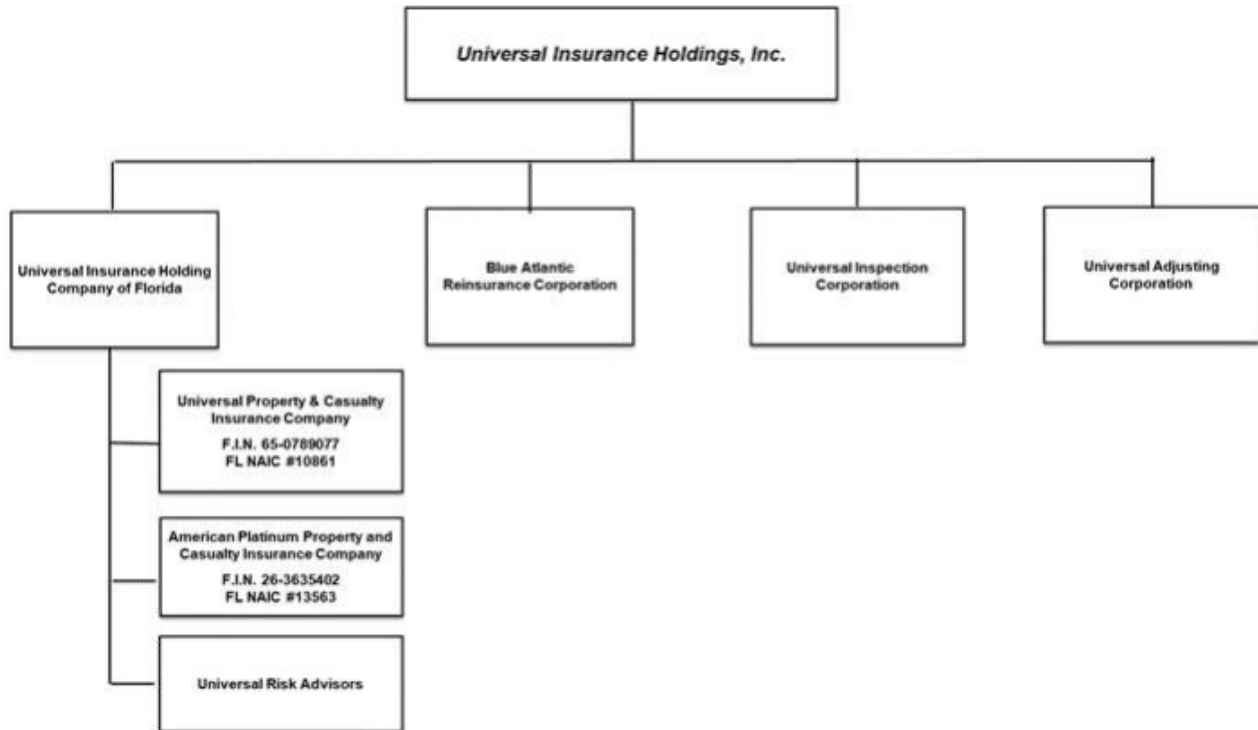 Universal Insurance Holdings, Inc.
Universal Insurance Holding
Company of Florida
Blue Atlantic
Reinsurance Corporation
Universal Inspection
Corporation
Universal Adjusting
Corporation
Universal Property & Casualty
Insurance Company
F.I.N. 65-0789077
FL NAIC #10861
American Platinum Property and
Casualty Insurance Company
F.I.N. 26-3635402
FL NAIC #13563
Universal Risk Advisors